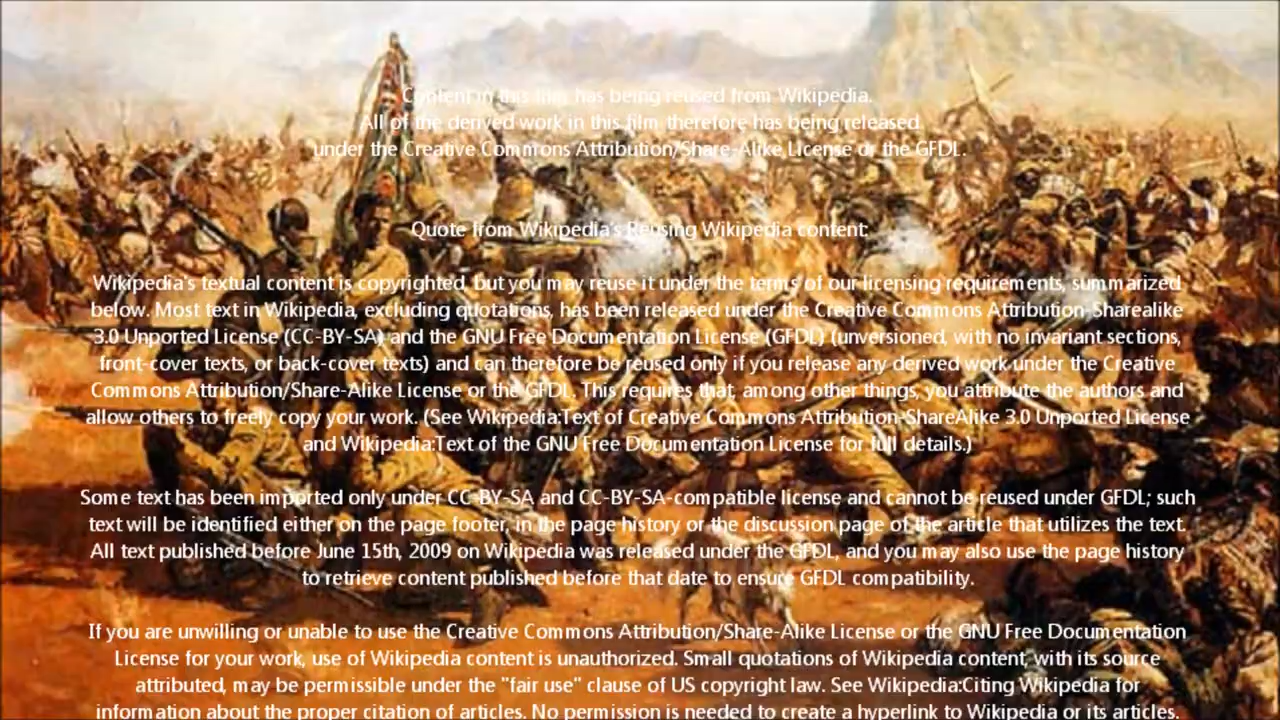 Content in this film has being reused from Wikipedia.
All of the derived work in this film therefore has being released
under the Creative Commons Attribution/Share-Alike License or the GFDL.
Quote from Wikipedia's Reusing Wikipedia content:
Wikipedia's textual content is copyrighted, but you may reuse it under the terms of our licensing requirements, summarized
below. Most text in Wikipedia, excluding quotations, has been released under the Creative Commons Attribution-Sharealike
3.0 Unported License (CC-BY-SA) and the GNU Free Documentation License (GFDL) (unversioned, with no invariant sections,
front-cover texts, or back-cover texts) and can therefore be reused only if you release any derived work under the Creative
Commons Attribution/Share-Alike License or the GFDL. This requires that, among other things, you attribute the authors and
allow others to freely copy your work. (See Wikipedia:Text of Creative Commons Attribution-ShareAlike 3.0 Unported License
and Wikipedia:Text of the GNU Free Documentation License for full details.)
Some text has been imported only under CC-BY-SA and CC-BY-SA-compatible license and cannot be reused under GFDL; such
text will be identified either on the page footer, in the page history or the discussion page of the article that utilizes the text.
All text published before June 15th, 2009 on Wikipedia was released under the GFDL, and you may also use the page history
to retrieve content published before that date to ensure GFDL compatibility.
If you are unwilling or unable to use the Creative Commons Attribution/Share-Alike License or the GNU Free Documentation
License for your work, use of Wikipedia content is unauthorized. Small quotations of Wikipedia content, with its source
attributed, may be permissible under the "fair use" clause of US copyright law. See Wikipedia:Citing Wikipedia for
information about the proper citation of articles. No permission is needed to create a hyperlink to Wikipedia or its articles.